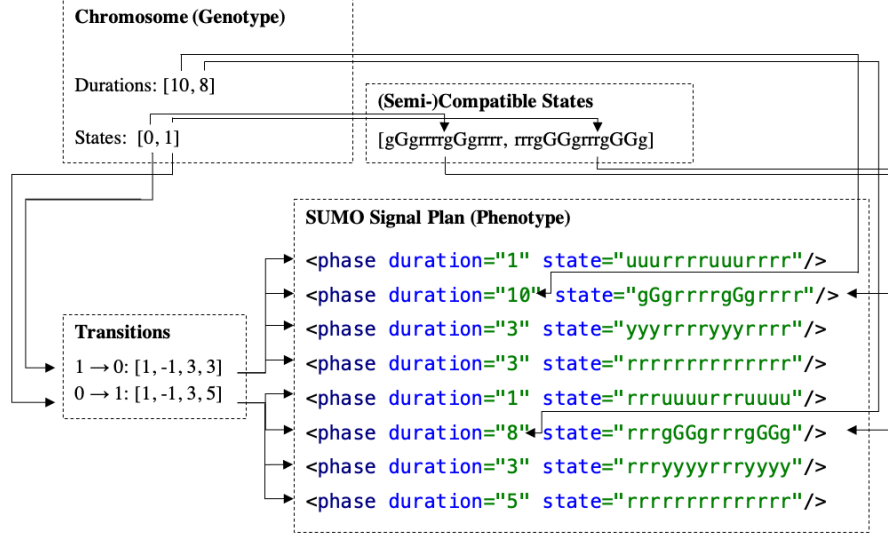 Chromosome (Genotype)
Durations: [10, 8]
States: [0, 1]
(Semi-)Compatible States
[gGgrrrrgGgrrrr, rrrgGGgrrrgGGg]
SUMO Signal Plan (Phenotype)
<phase duration="1" state="uuurrrruuurrrr"/>
<phase duration="10" state="gGgrrrrgGgrrrr"/>
<phase duration="3" state="yyyrrrryyyrrrr"/>
<phase duration="3" state="rrrrrrrrrrrrrr"/>
<phase duration="1" state="rrruuuurrruuuu"/>
<phase duration="8" state="rrrgGGgrrrgGGg"/>
<phase duration="3" state="rrryyyyrrryyyy"/>
<phase duration="5" state="rrrrrrrrrrrrrr"/>
Transitions
1 → 0: [1, -1, 3, 3]
0 → 1: [1, -1, 3, 5]